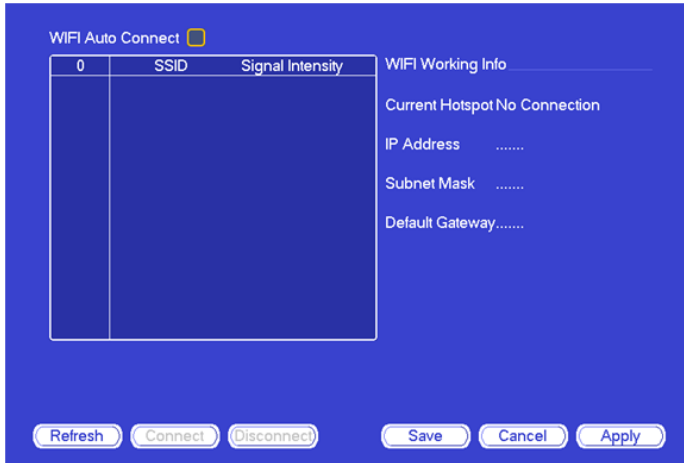 WIFI Auto Connect
0 SSID Signal Intensity
WIFI Working Info
Current Hotspot No Connection
IP Address .......
Subnet Mask .......
Default Gateway.......
Refresh Connect Disconnect Save Cancel Apply